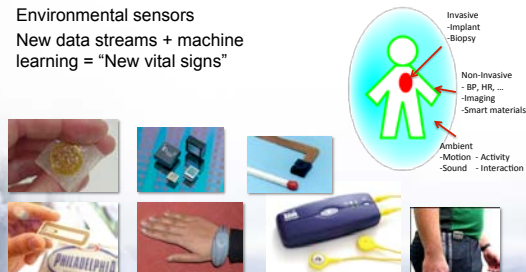 Environmental sensors
New data streams + machine
learning = “New vital signs”
Invasive
-Implant
-Biopsy
Non-Invasive
- BP, HR, ...
-Imaging
-Smart materials
Ambient
-Motion - Activity
-Sound - Interaction
PHILADELPHIA